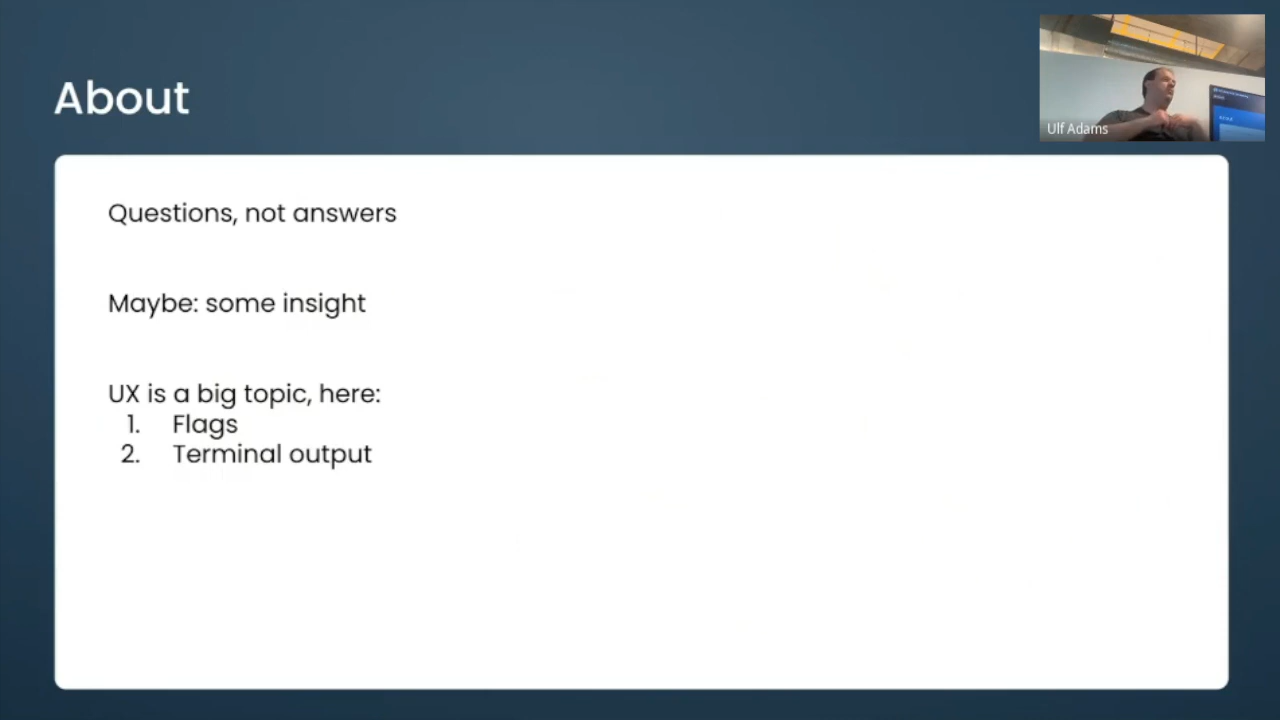 About
Ulf Adams
Questions, not answers
Maybe: some insight
UX is a big topic, here:
1. Flags
2. Terminal output